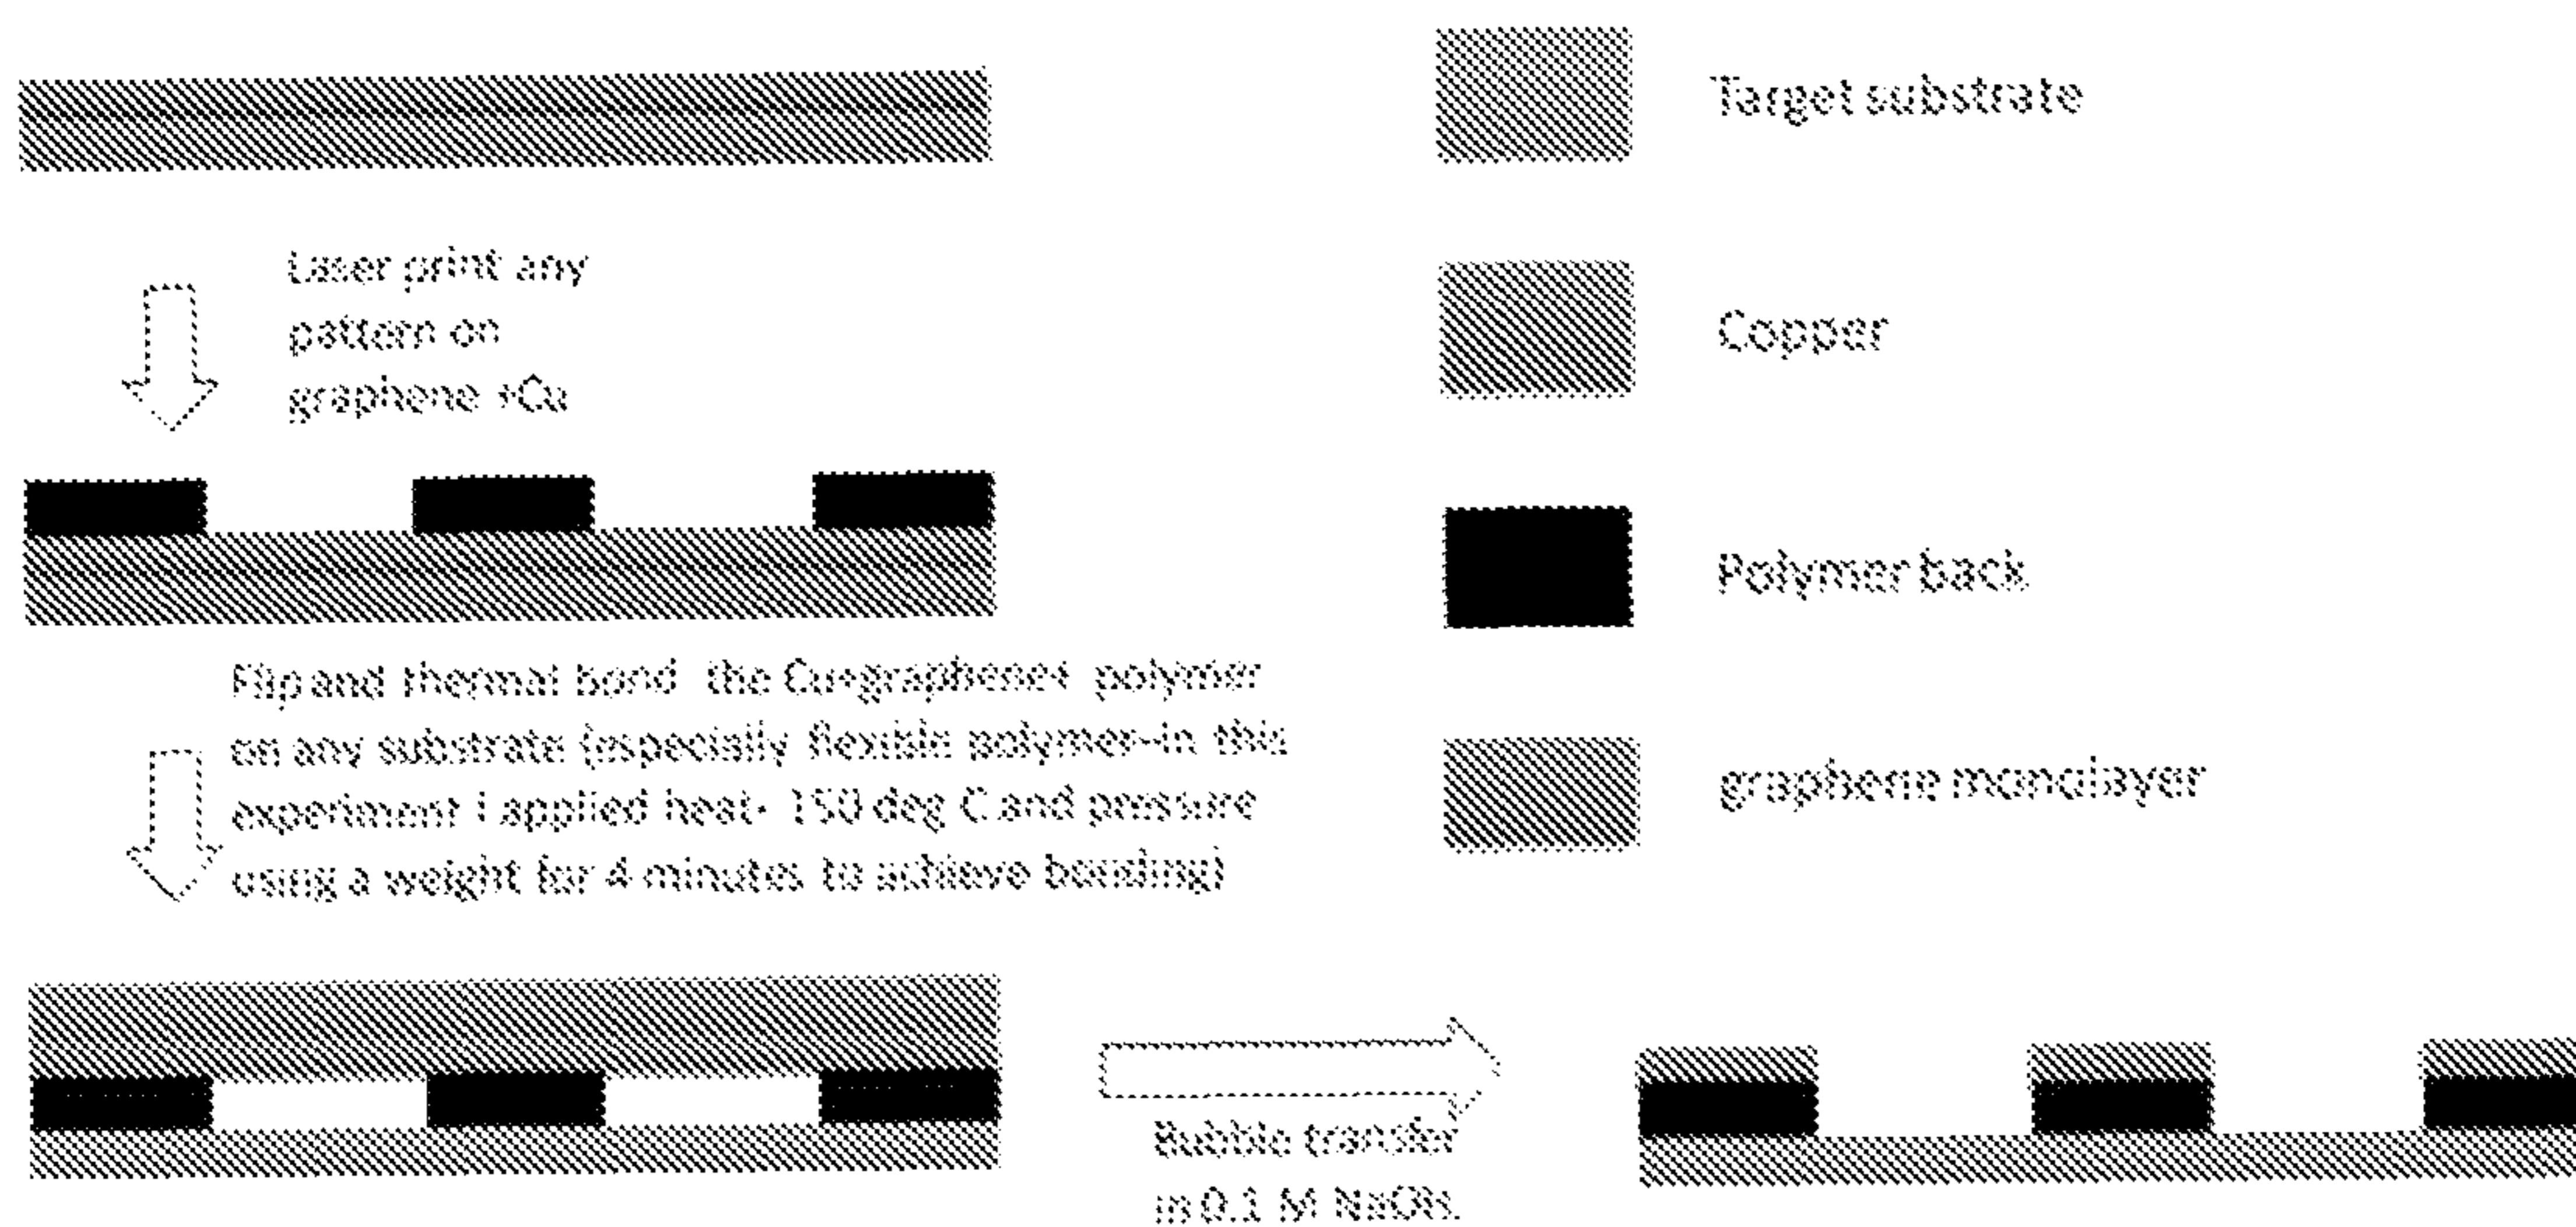 Target substrate
Laser print any
pattern on
graphene +Cu
Copper
Polymer back
Flip and thermal bond the Cu+graphene+ polymer
on any substrate (especially flexible polymer-in this
experiment I applied heat- 150 deg C and pressure
using a weight for 4 minutes to achieve bonding)
graphene monolayer
Bubble transfer
in 0.1 M NaOH.